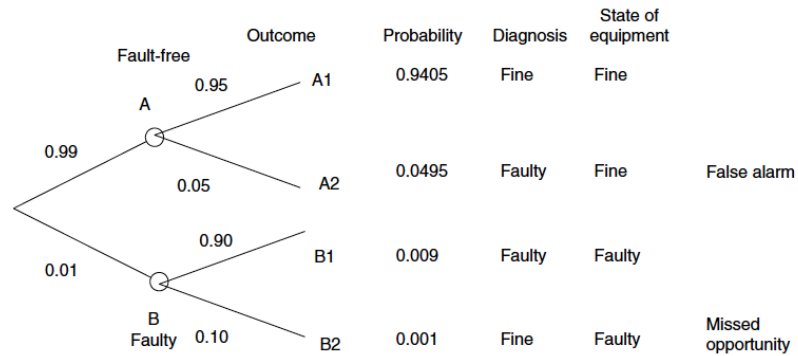 State of
Outcome Probability Diagnosis equipment
Fault-free
0.95 A1 0.9405 Fine Fine
A
0.99
0.05 A2 0.0495 Faulty Fine False alarm
0.90
B1 0.009 Faulty Faulty
0.01
B
Faulty 0.10 B2 0.001 Fine Faulty Missed
opportunity